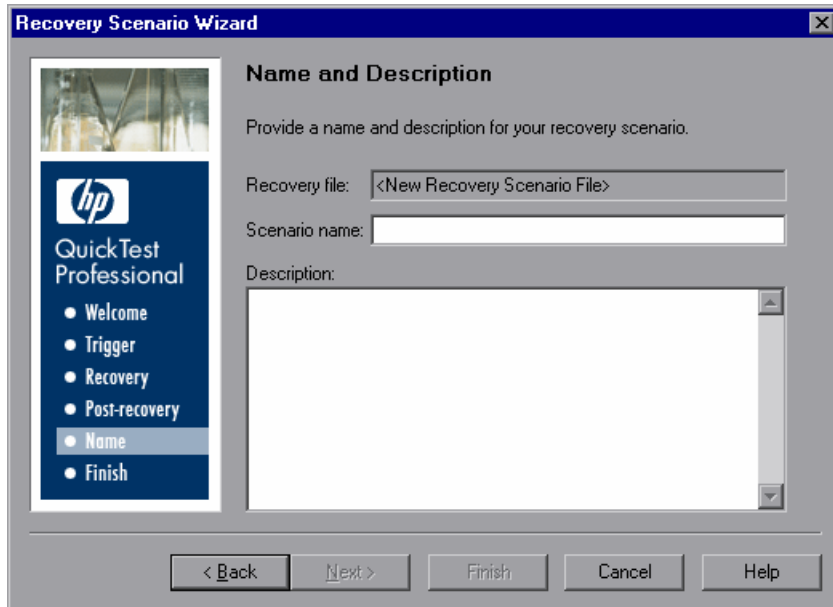 Recovery Scenario Wizard
Name and Description
Provide a name and description for your recovery scenario.
Recovery file: <New Recovery Scenario File>
Scenario name:
Description:
hp
QuickTest
Professional
Welcome
Trigger
Recovery
Post-recovery
Name
Finish
< Back
Next >
Finish
Cancel
Help